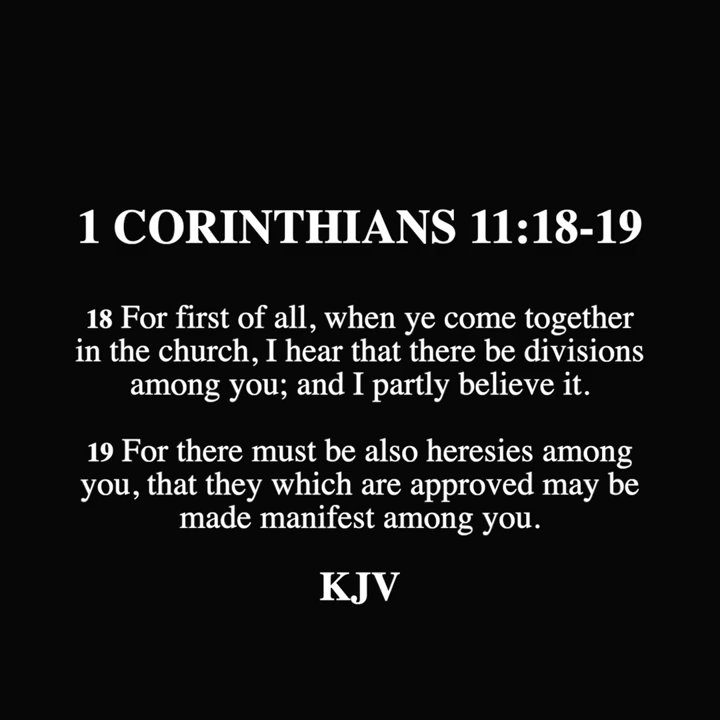 1 CORINTHIANS 11:18-19
18 For first of all, when ye come together
in the church, I hear that there be divisions
among you; and I partly believe it.
19 For there must be also heresies among
you, that they which are approved may be
made manifest among you.
KJV